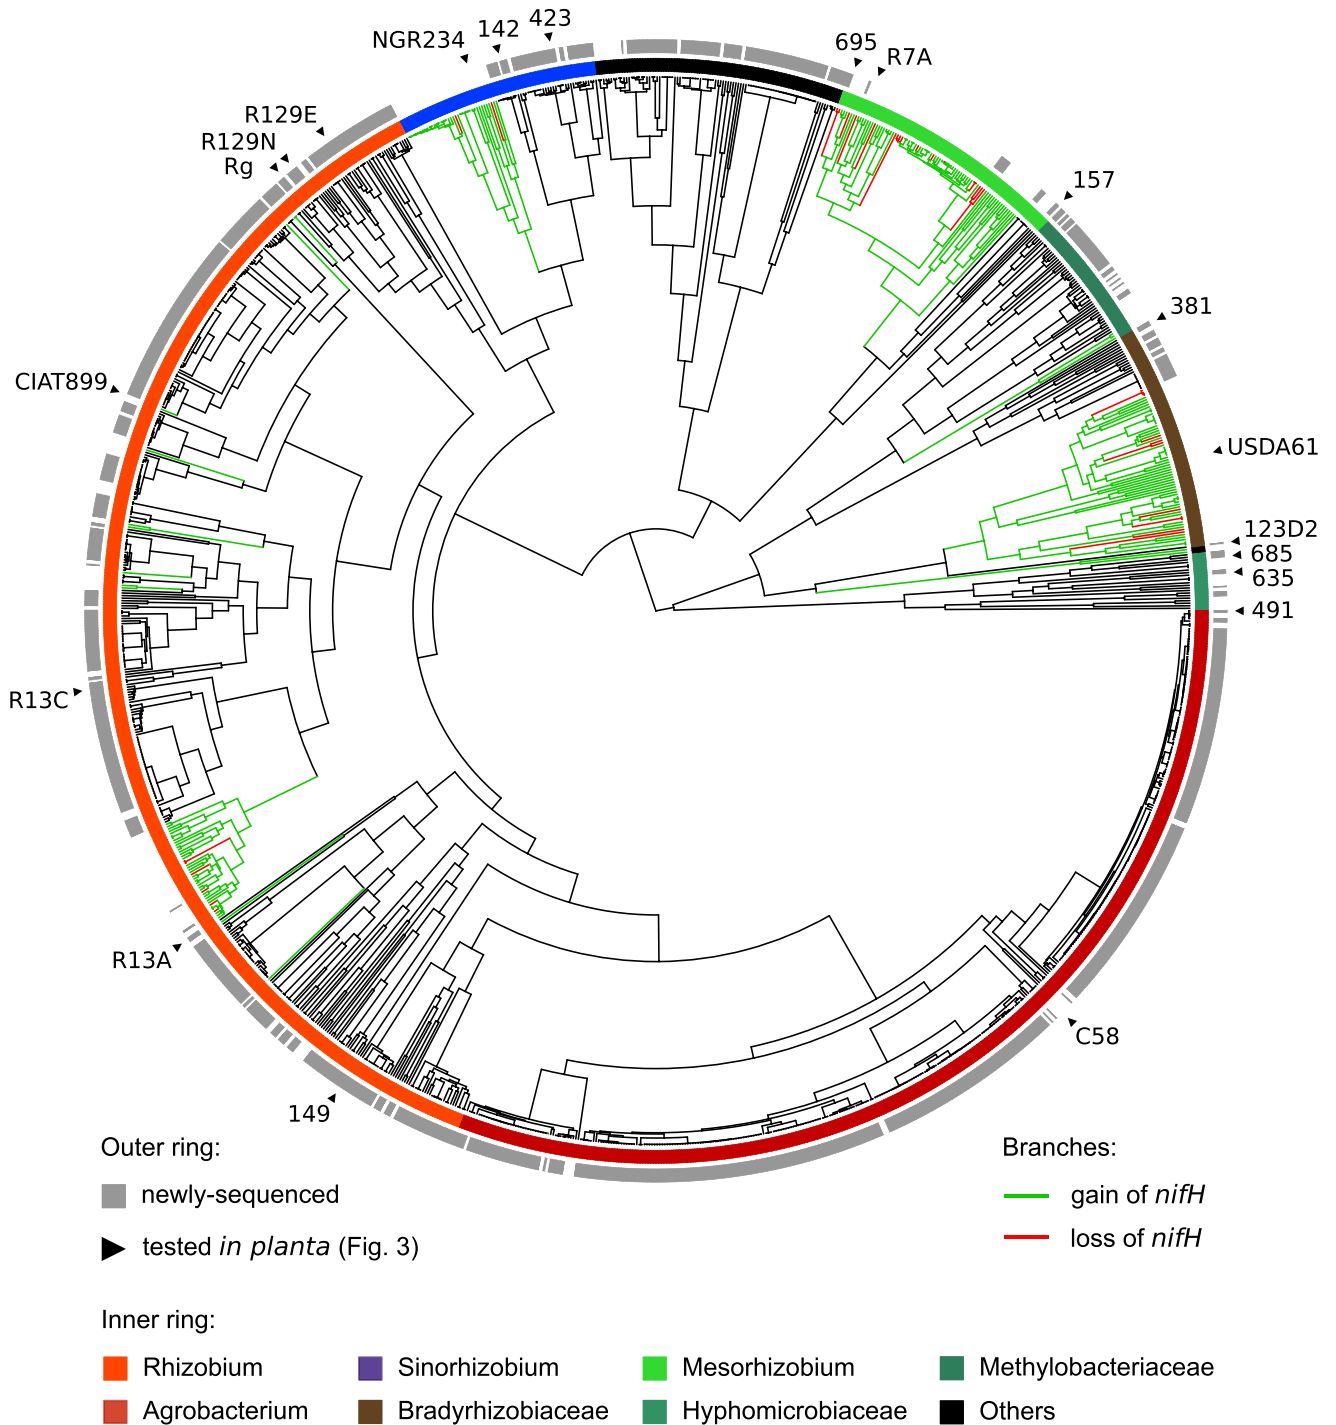 423
142
NGR234
695
R7A
R129E
R129N
Rg
157
381
CIAT899
USDA61
123D2
685
635
491
R13C
R13A
C58
149
Outer ring:
newly-sequenced
tested in planta (Fig. 3)
Branches:
gain of nifH
loss of nifH
Inner ring:
Rhizobium
Sinorhizobium
Mesorhizobium
Methylobacteriaceae
Agrobacterium
Bradyrhizobiaceae
Hyphomicrobiaceae
Others